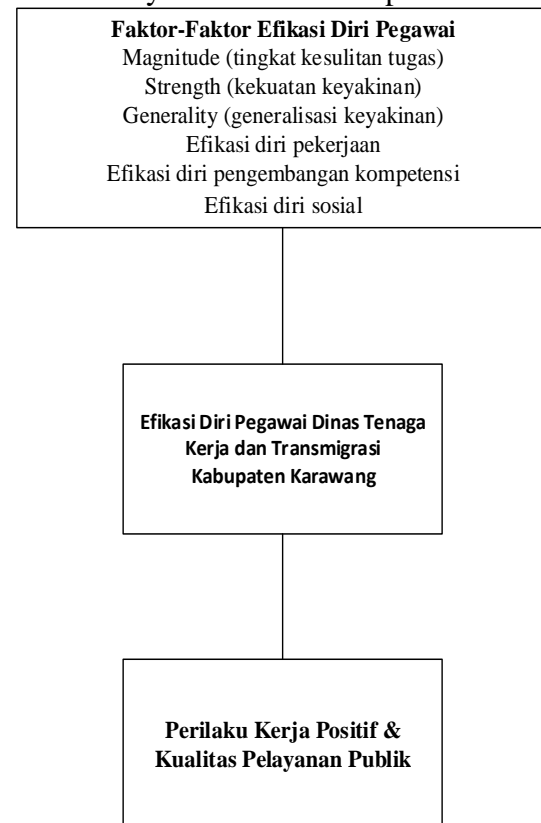 Faktor-Faktor Efikasi Diri Pegawai
Magnitude (tingkat kesulitan tugas)
Strength (kekuatan keyakinan)
Generality (generalisasi keyakinan)
Efikasi diri pekerjaan
Efikasi diri pengembangan kompetensi
Efikasi diri sosial
Efikasi Diri Pegawai Dinas Tenaga
Kerja dan Transmigrasi
Kabupaten Karawang
Perilaku Kerja Positif &
Kualitas Pelayanan Publik